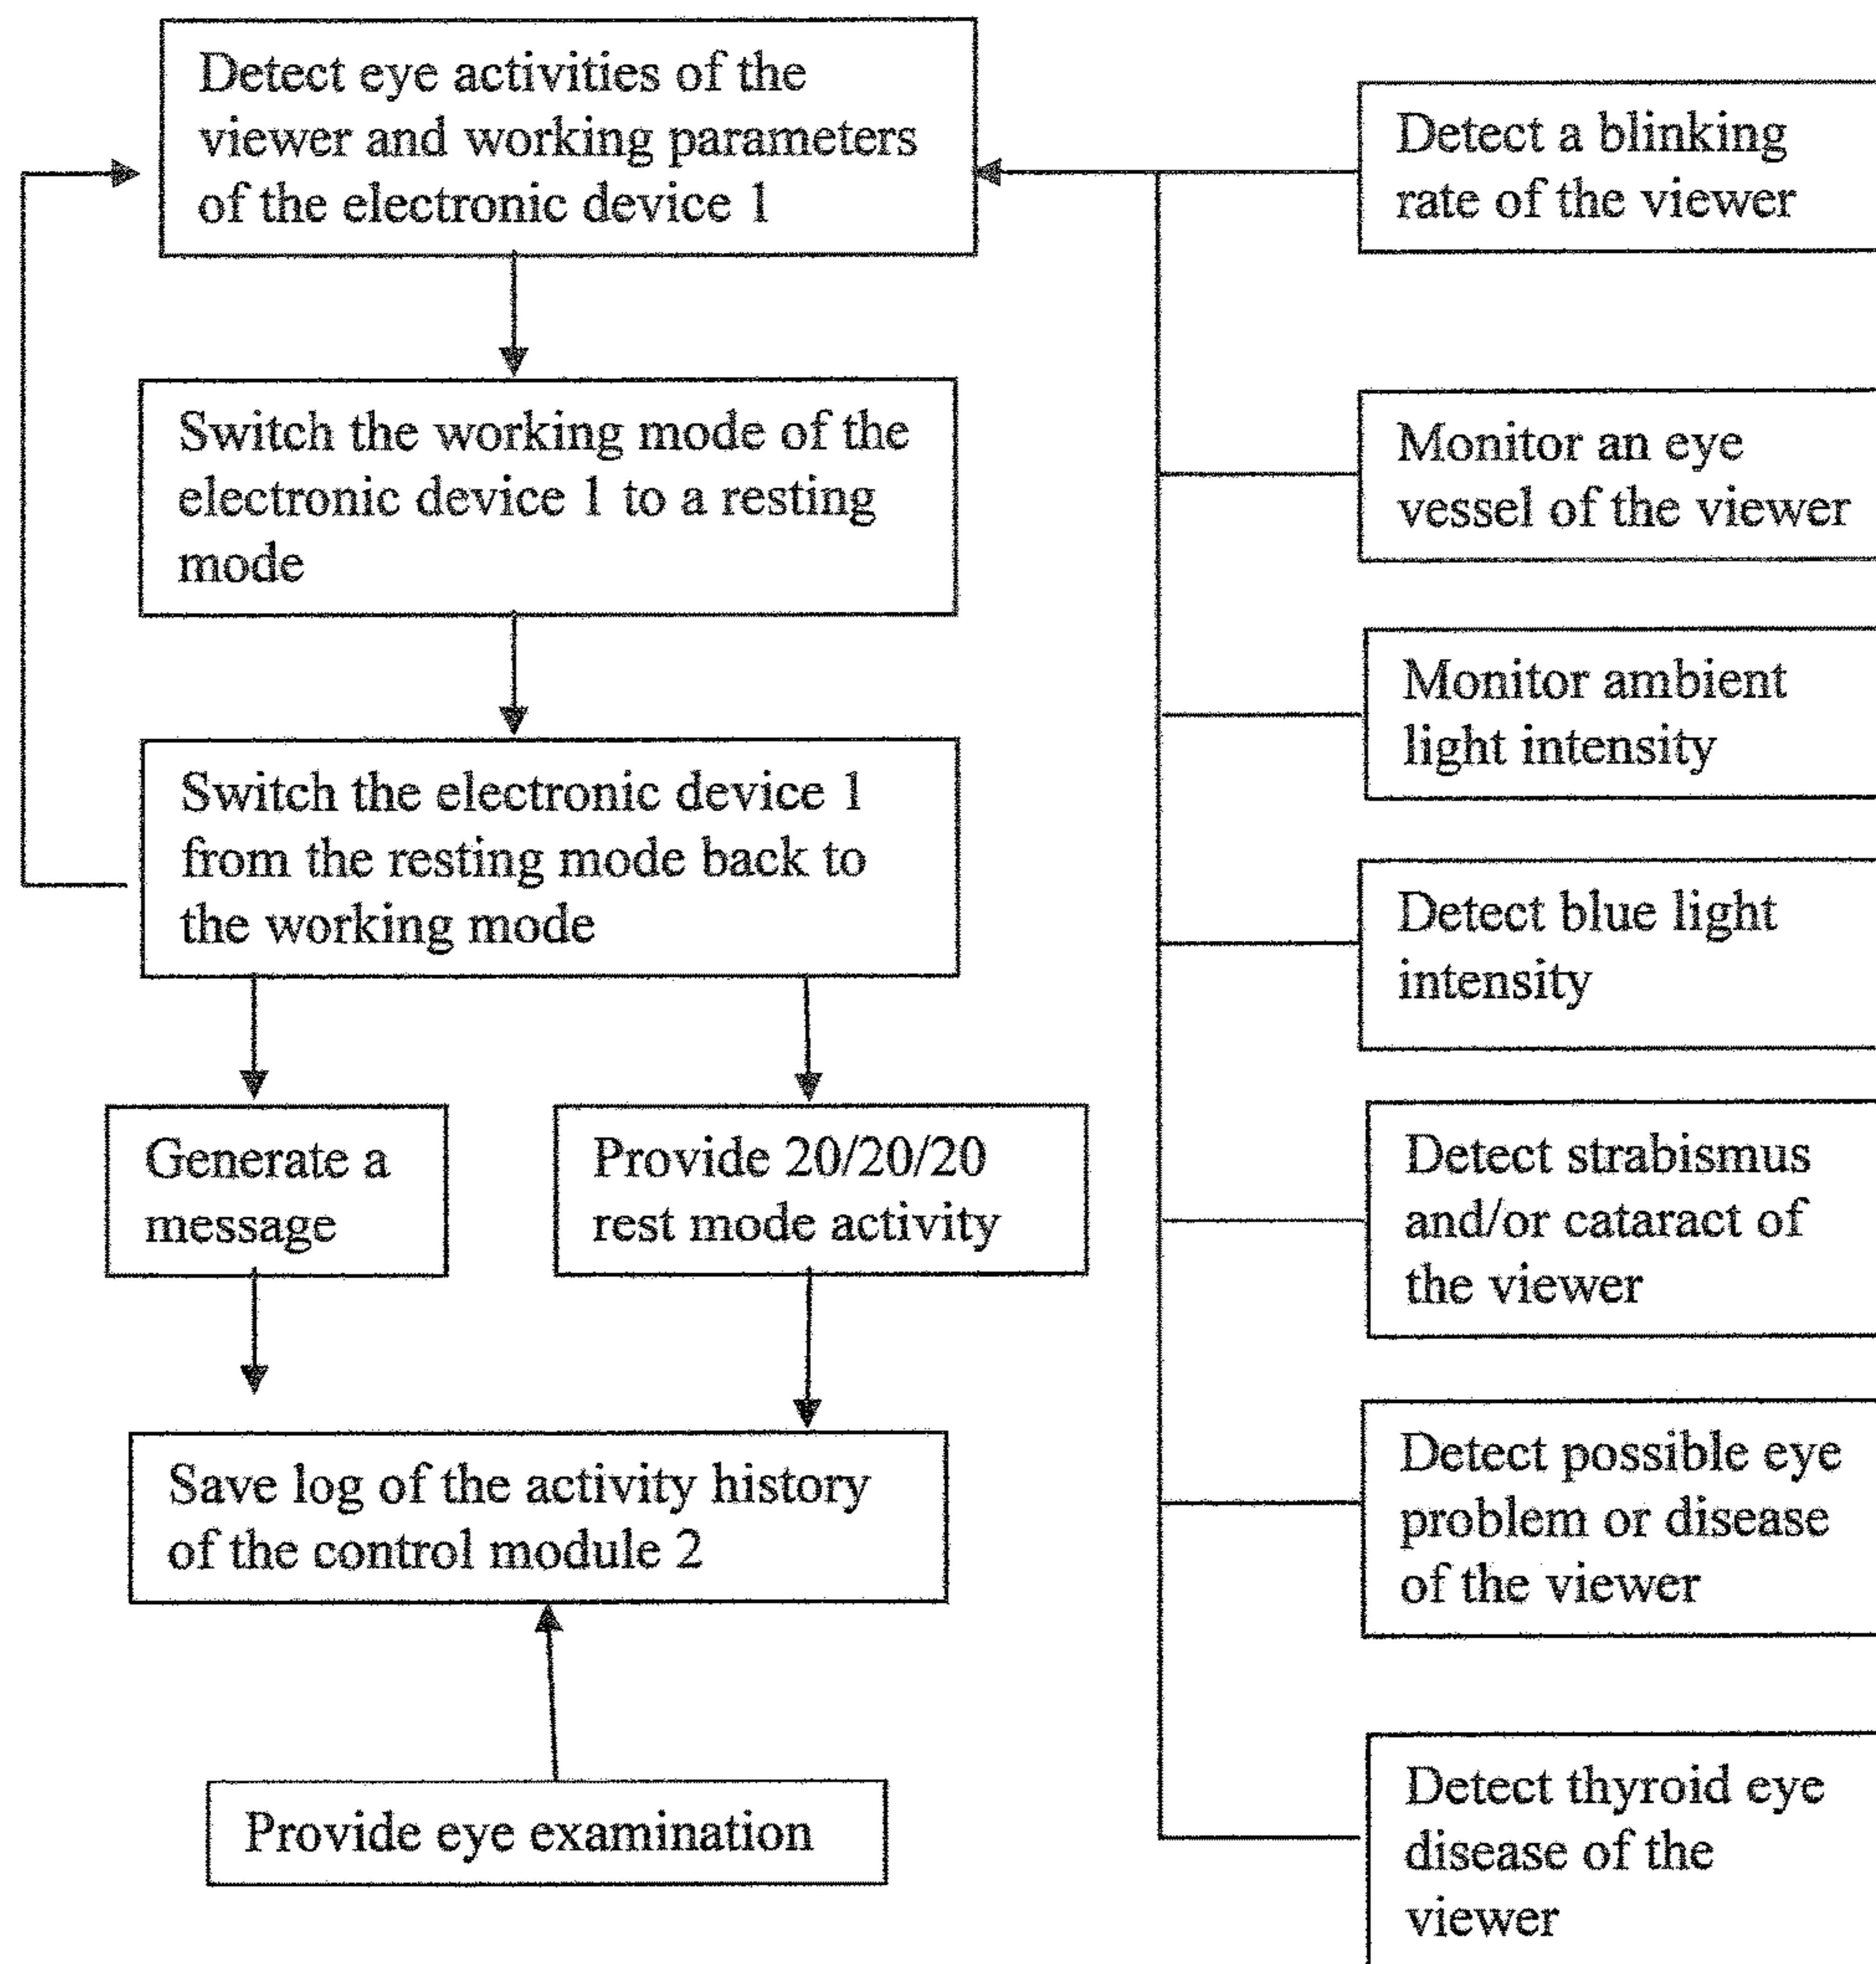 Detect eye activities of the
viewer and working parameters
of the electronic device 1
Switch the working mode of the
electronic device 1 to a resting
mode
Switch the electronic device 1
from the resting mode back to
the working mode
Generate a
message
Provide 20/20/20
rest mode activity
Save log of the activity history
of the control module 2
Provide eye examination
Detect a blinking
rate of the viewer
Monitor an eye
vessel of the viewer
Monitor ambient
light intensity
Detect blue light
intensity
Detect strabismus
and/or cataract of
the viewer
Detect possible eye
problem or disease
of the viewer
Detect thyroid eye
disease of the
viewer